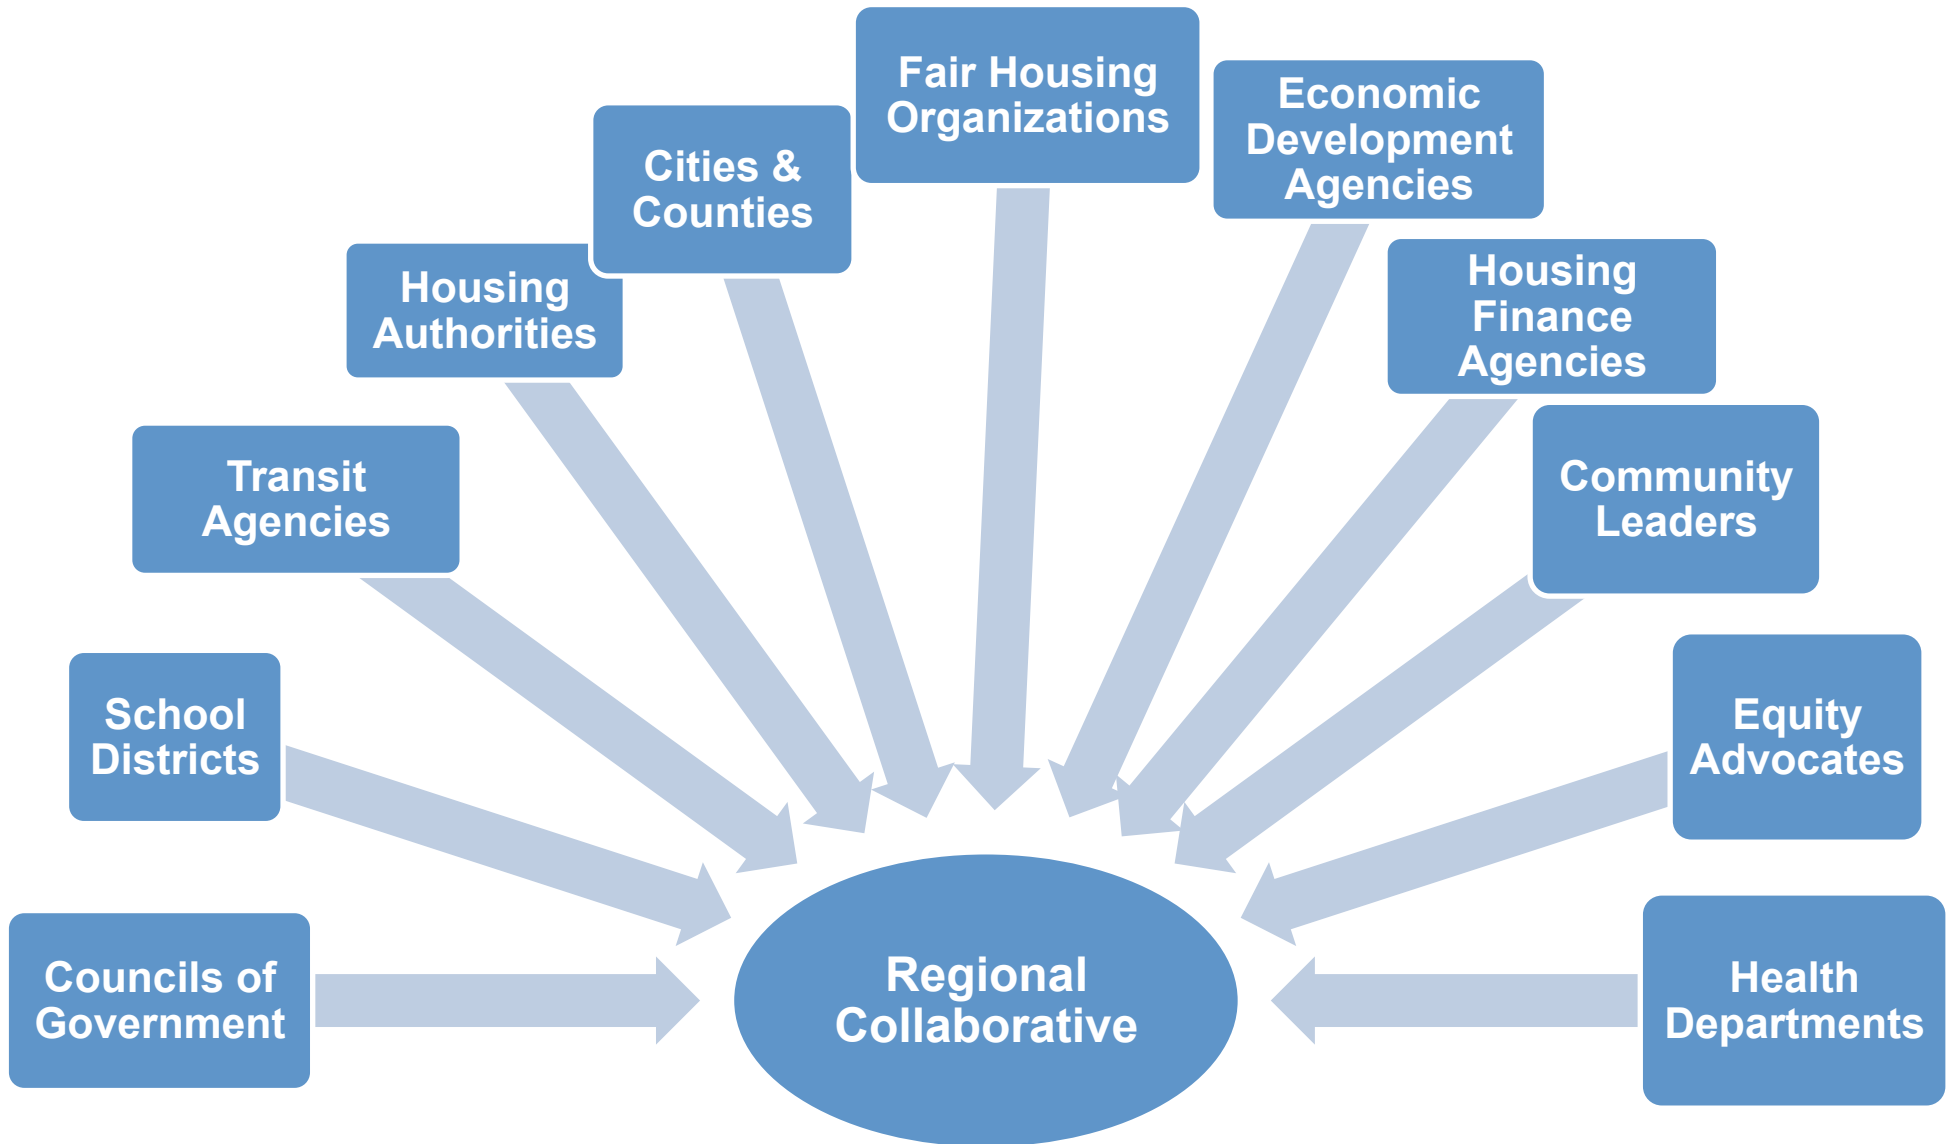 Fair Housing
Organizations
Economic
Development
Agencies
Cities &
Counties
Housing
Authorities
Housing
Finance
Agencies
Transit
Agencies
Community
Leaders
School
Districts
Equity
Advocates
Councils of
Government
Regional
Collaborative
Health
Departments